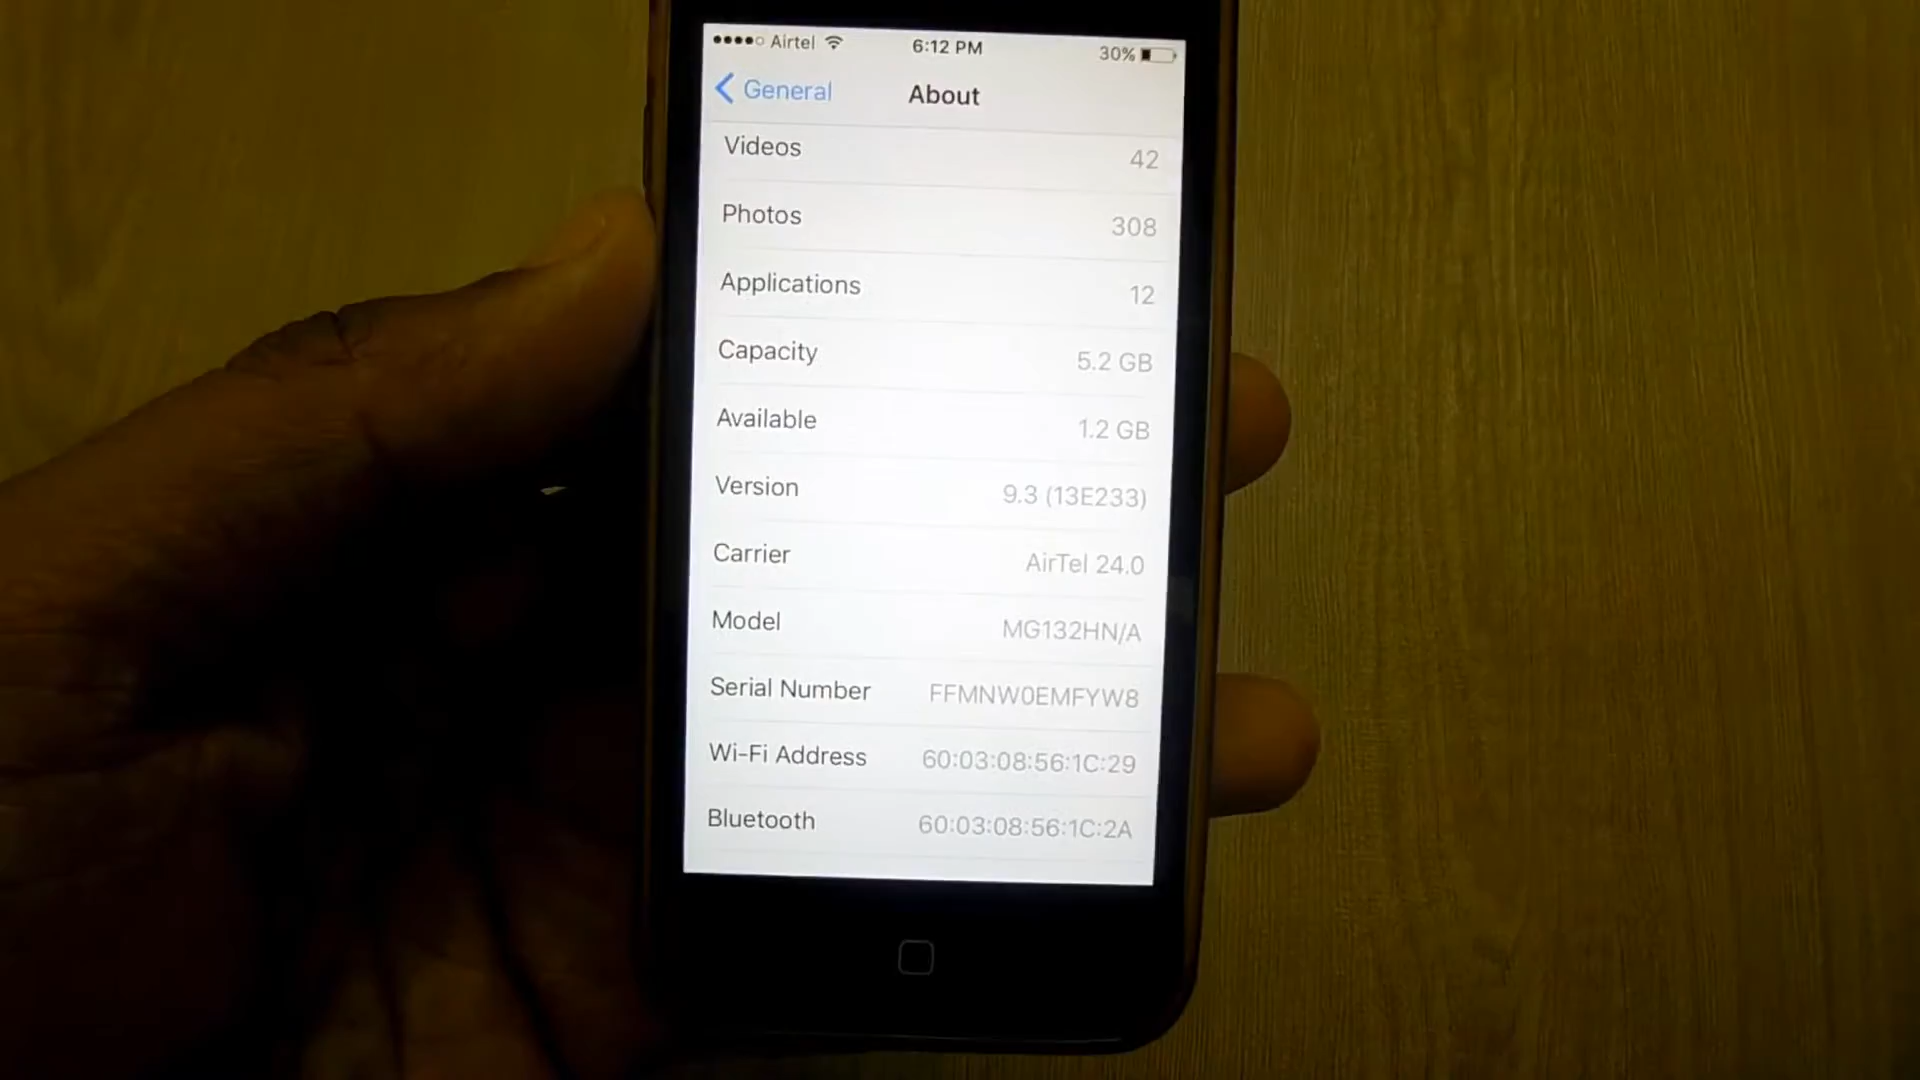 Airtel 6:12 PM 30%
General About
Videos 42
Photos 308
Applications 12
Capacity 5.2 GB
Available 1.2 GB
Version 9.3 (13E233)
Carrier AirTel 24.0
Model MG132HN/A
Serial Number FFMNW0EMFYW8
Wi-Fi Address 60:03:08:56:1C:29
Bluetooth 60:03:08:56:1C:2A